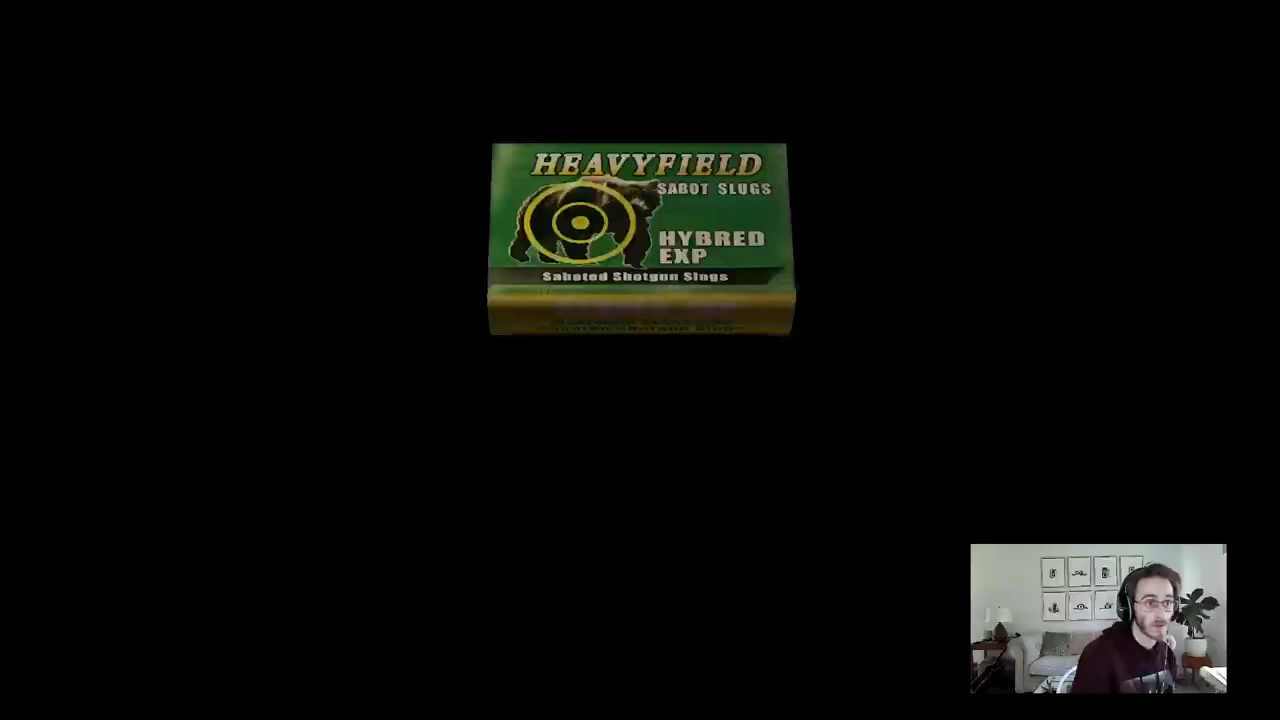 HEAVYFIELD
SABOT SLUGS
HYBRED
EXP
Saboted Shotgun Slugs